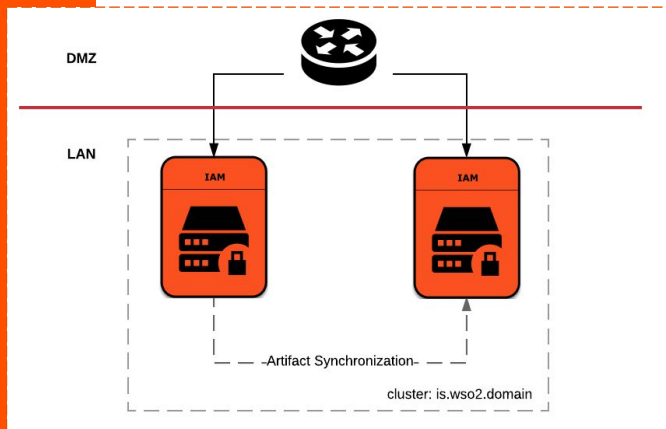 DMZ
LAN
IAM
IAM
Artifact Synchronization
cluster: is.wso2.domain